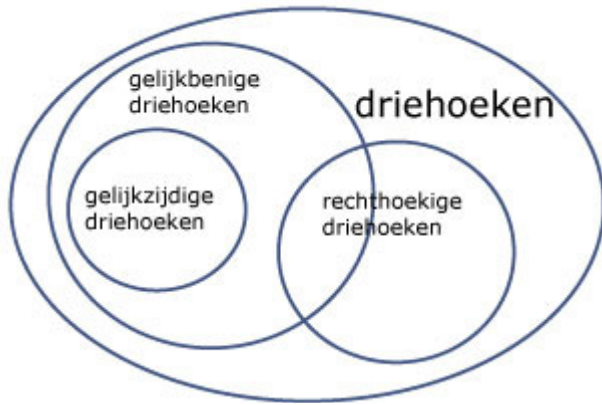 gelijkbenige
driehoeken
driehoeken
gelijkzijdige
driehoeken
rechthoekige
driehoeken